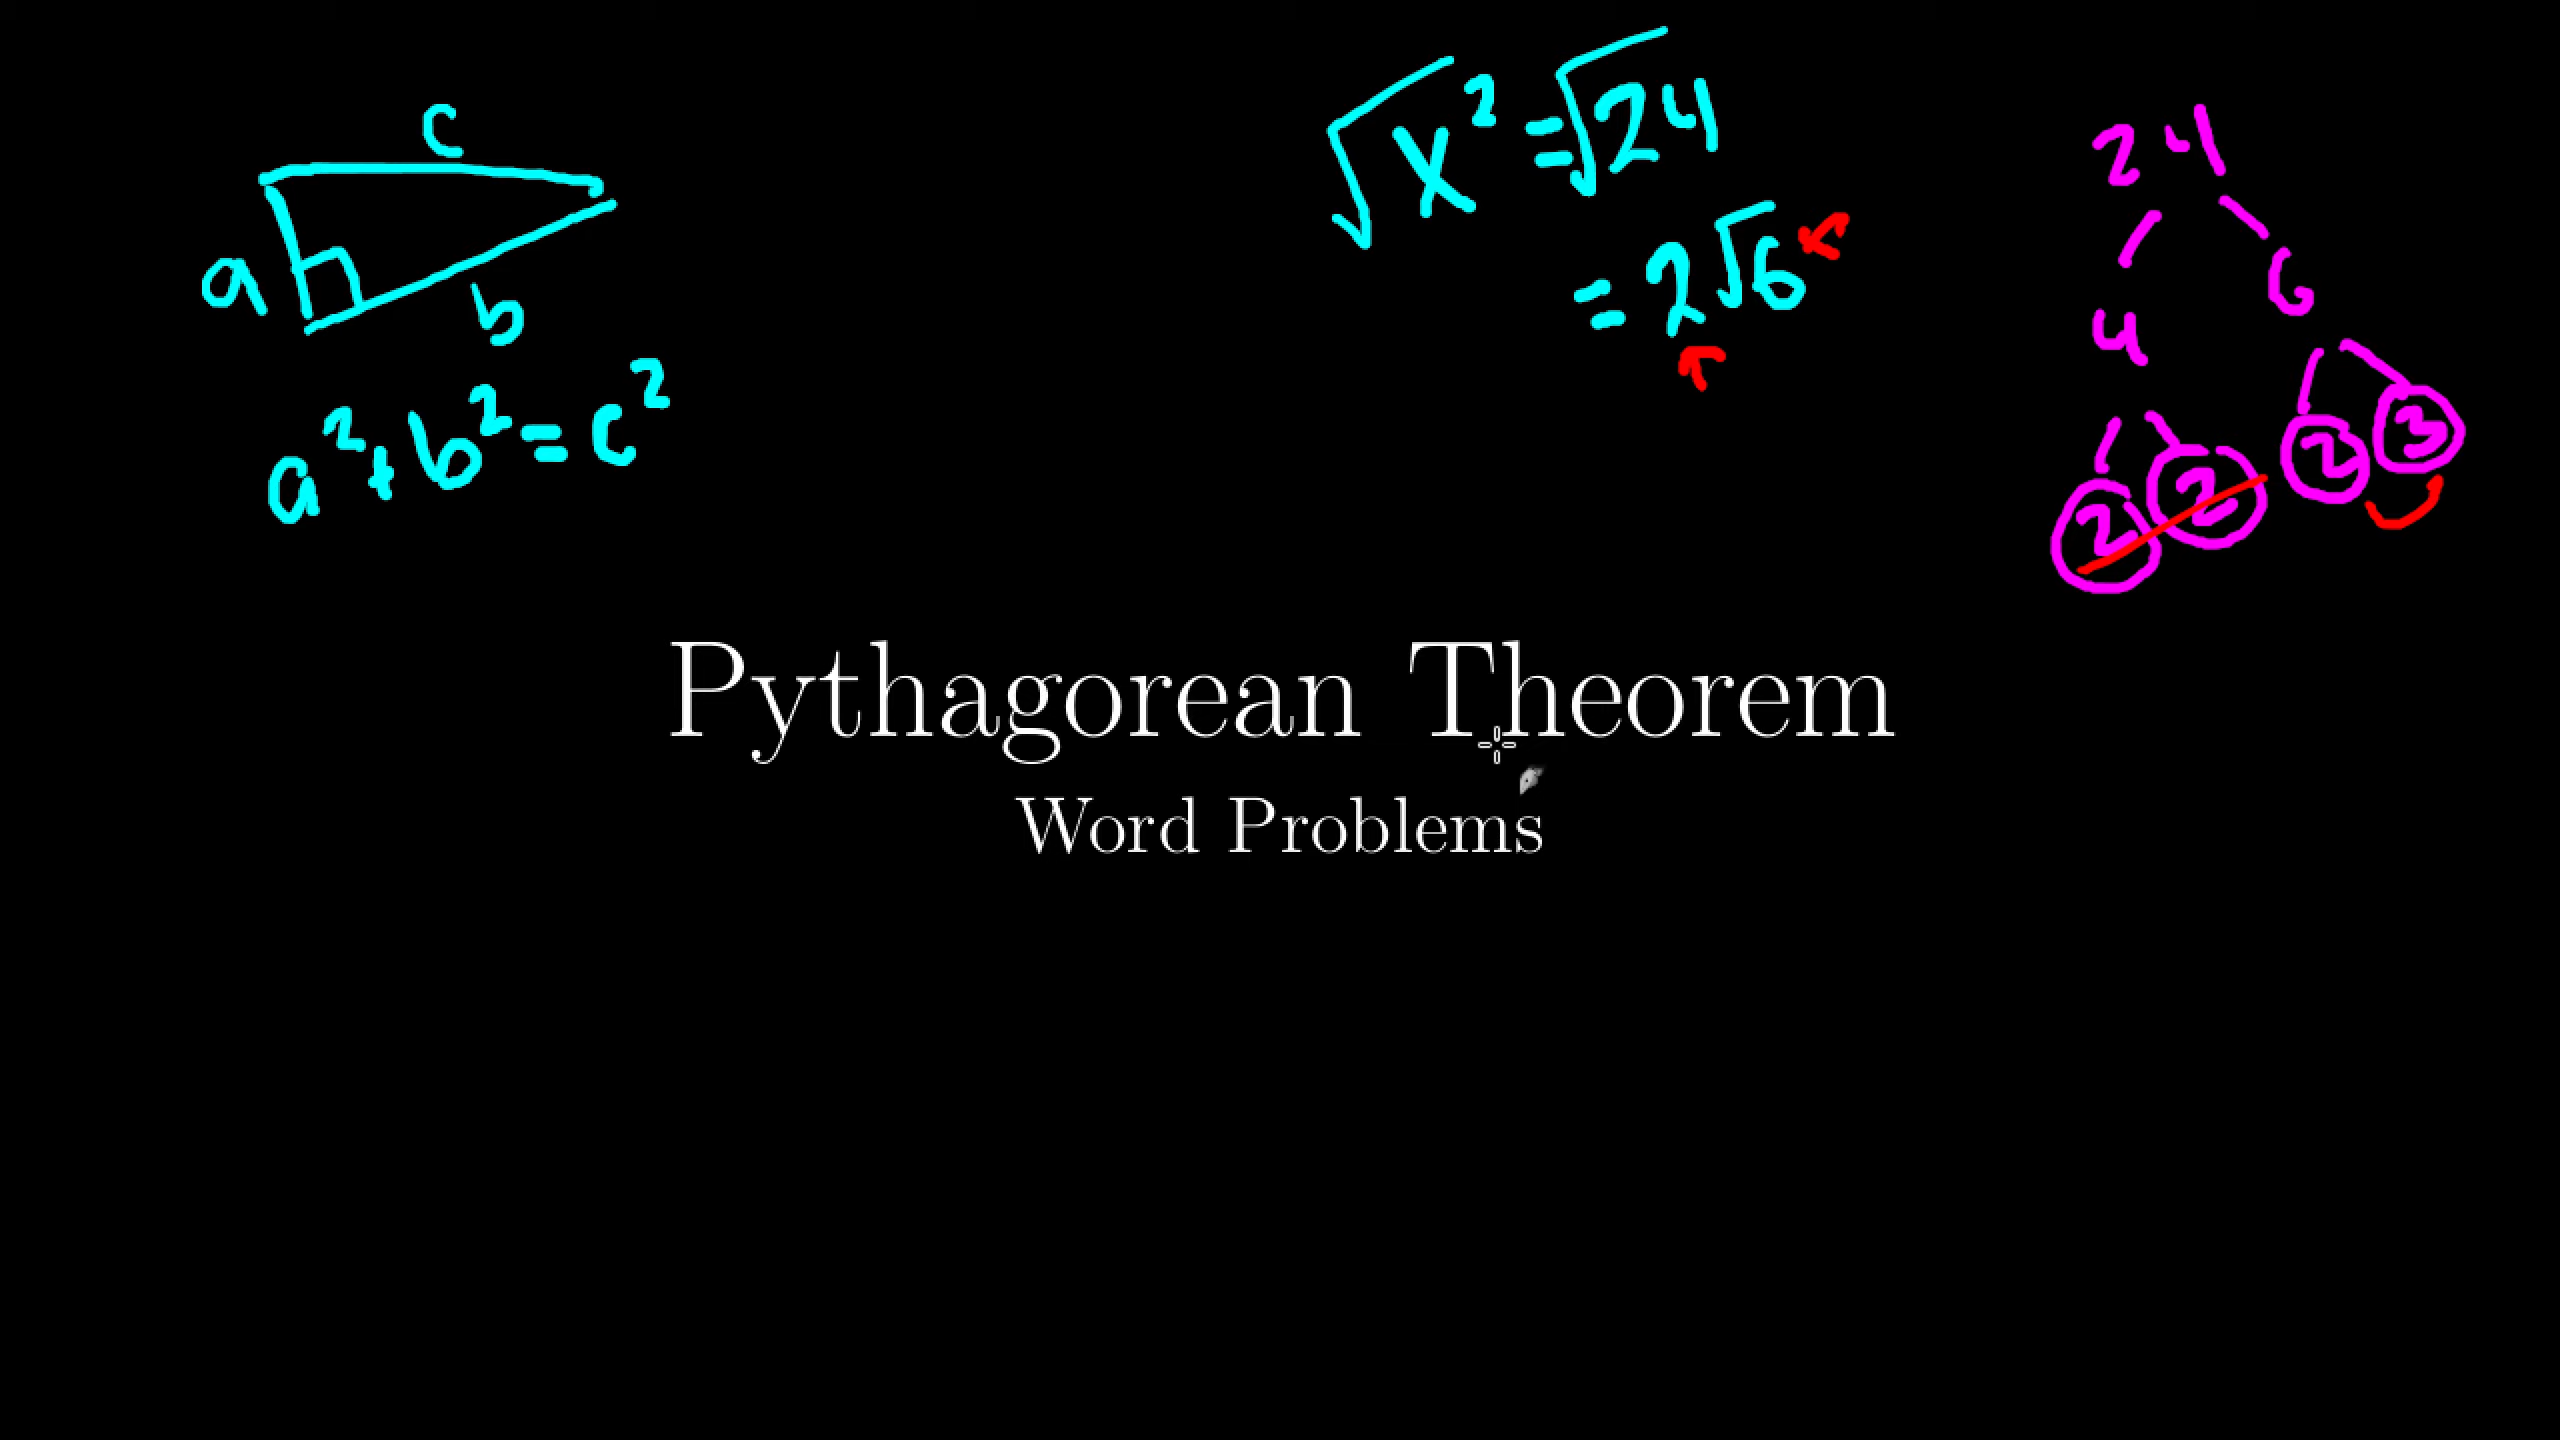 c
a
b
a²+b²=c²
√x²=√24
=2√6
24
4 6
2 2 2 3
Pythagorean Theorem
Word Problems